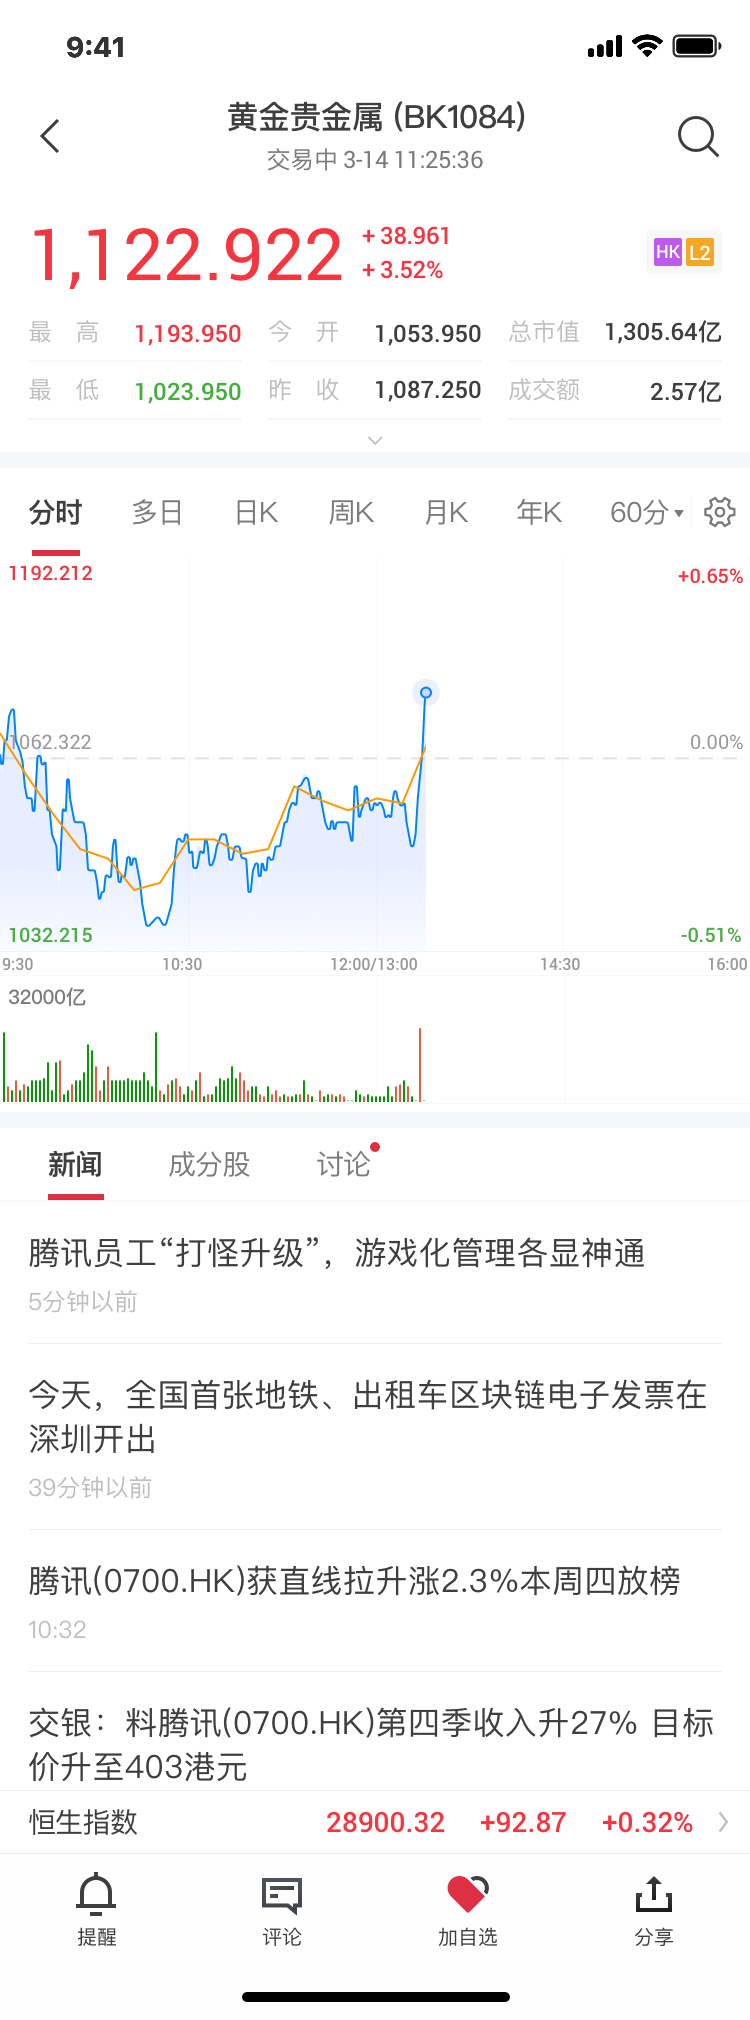 9:41
黄金贵金属 (BK1084)
交易中 3-14 11:25:36
1,122.922
+ 38.961
+ 3.52%
HK L2
最 高 1,193.950 今 开 1,053.950 总市值 1,305.64亿
最 低 1,023.950 昨 收 1,087.250 成交额 2.57亿
分时 多日 日K 周K 月K 年K 60分
1192.212 +0.65%
1062.322 0.00%
1032.215 -0.51%
9:30 10:30 12:00/13:00 14:30 16:00
32000亿
新闻 成分股 讨论
腾讯员工“打怪升级”，游戏化管理各显神通
5分钟以前
今天，全国首张地铁、出租车区块链电子发票在
深圳开出
39分钟以前
腾讯(0700.HK)获直线拉升涨2.3%本周四放榜
10:32
交银：料腾讯(0700.HK)第四季收入升27% 目标
价升至403港元
恒生指数 28900.32 +92.87 +0.32%
提醒 评论 加自选 分享